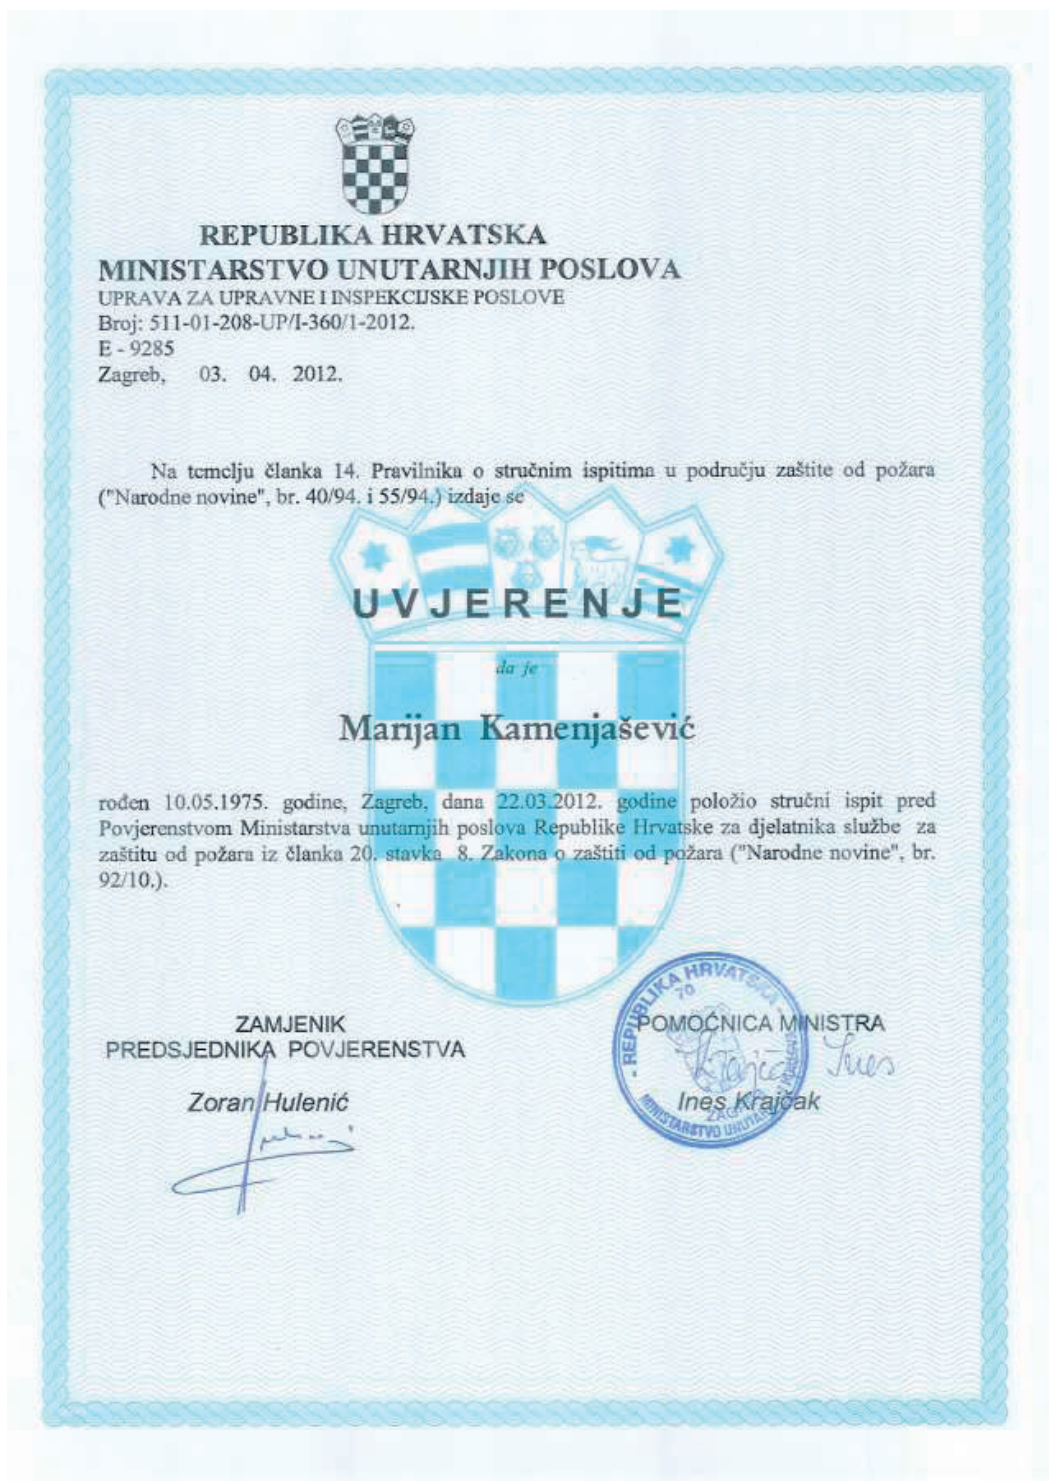 REPUBLIKA HRVATSKA
MINISTARSTVO UNUTARNJIH POSLOVA
UPRAVA ZA UPRAVNE I INSPEKCIJSKE POSLOVE
Broj: 511-01-208-UP/I-360/1-2012.
E - 9285
Zagreb, 03. 04. 2012.
Na temelju članka 14. Pravilnika o stručnim ispitima u području zaštite od požara
("Narodne novine", br. 40/94. i 55/94.) izdaje se
UVJERENJE
da je
Marijan Kamenjašević
rođen 10.05.1975. godine, Zagreb, dana 22.03.2012. godine položio stručni ispit pred
Povjerenstvom Ministarstva unutarnjih poslova Republike Hrvatske za djelatnika službe za
zaštitu od požara iz članka 20. stavka 8. Zakona o zaštiti od požara ("Narodne novine", br.
92/10.).
ZAMJENIK
PREDSJEDNIKA POVJERENSTVA
Zoran Hulenić
REPUBLIKA HRVATSKA
70
POMOĆNICA MINISTRA
Krajčak Ines
Ines Krajčak
ZAGREB
MINISTARSTVO